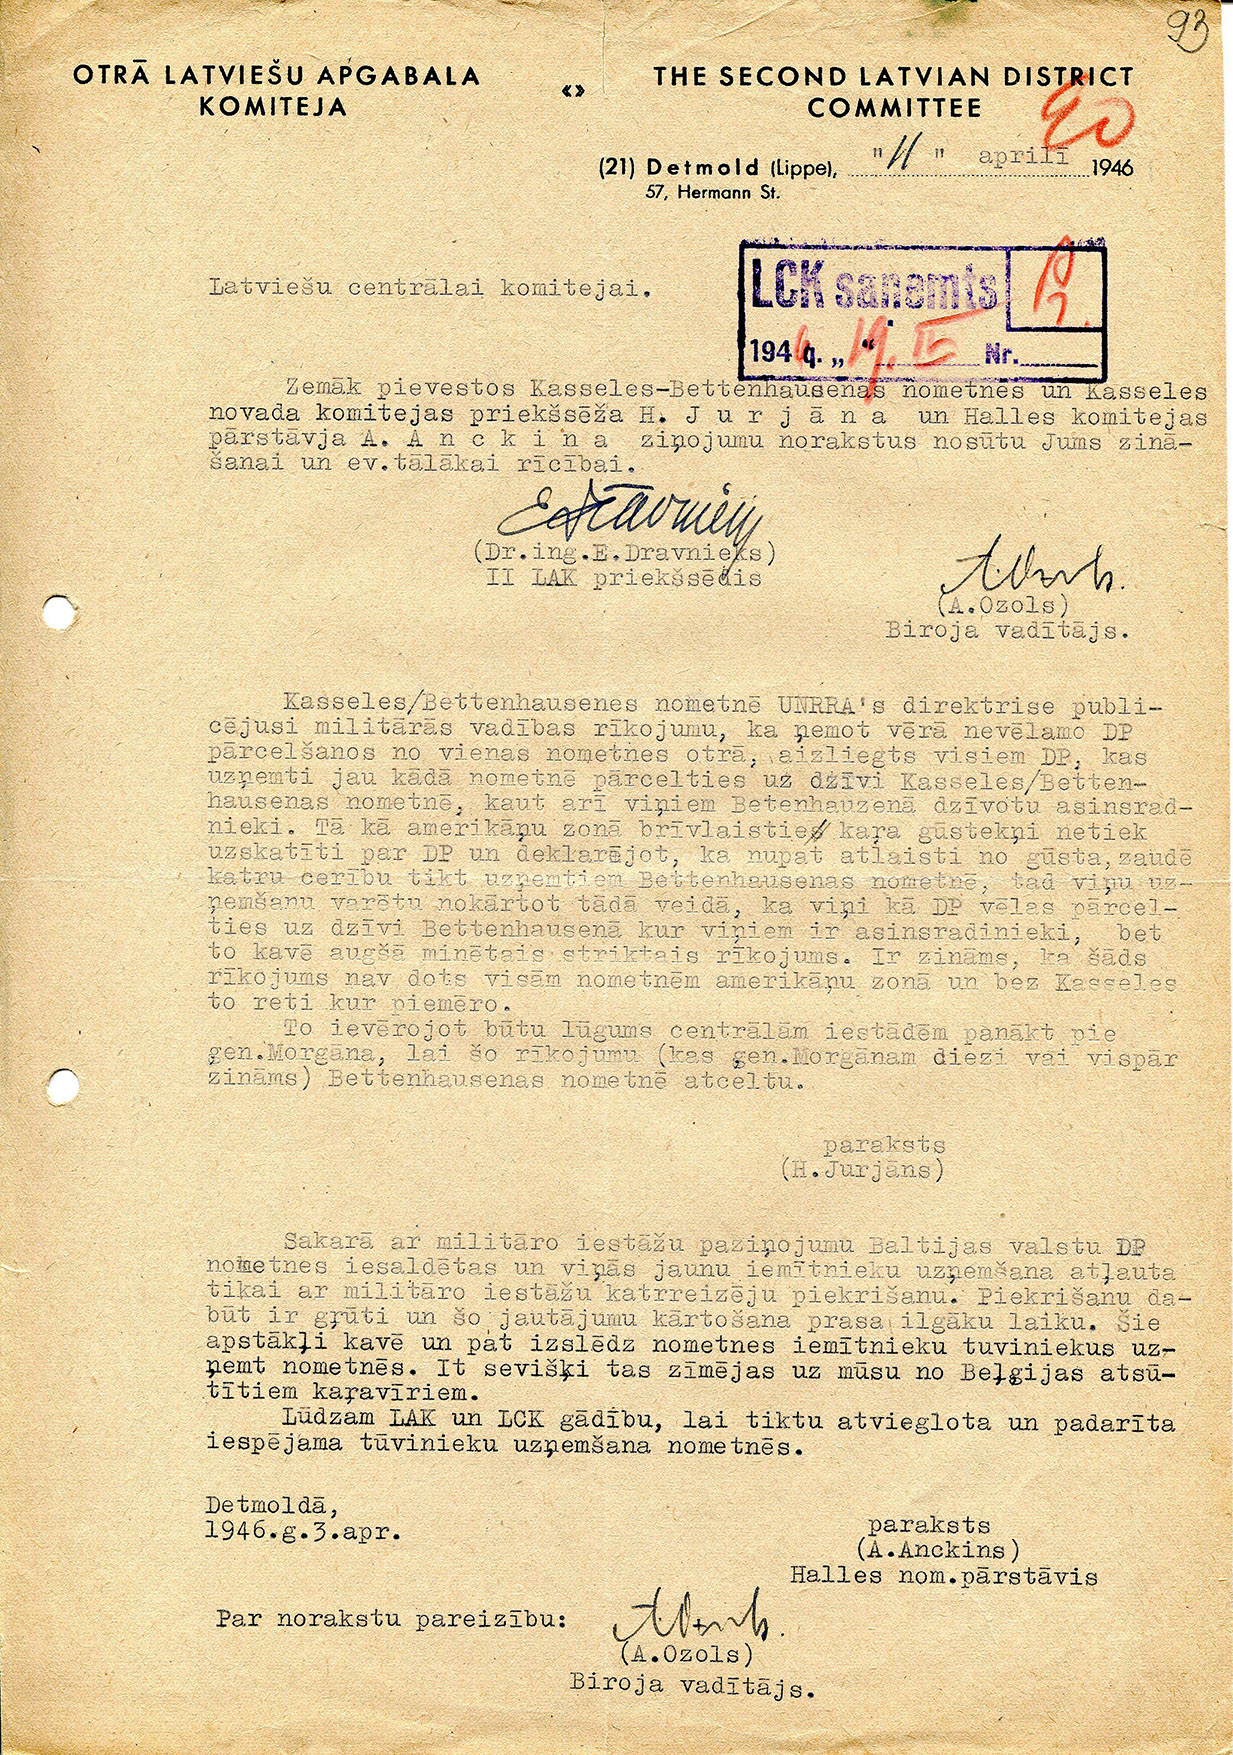 93
OTRĀ LATVIEŠU APGABALA
KOMITEJA
‹›
THE SECOND LATVIAN DISTRICT
COMMITTEE
90
(21) Detmold (Lippe), "11" aprilī 1946
57, Hermann St.
Latviešu centrālai komitejai.
LCK saņemts
1946 g. „19. IV Nr.
Zemāk pievestos Kasseles-Bettenhausenas nometnes un Kasseles
novada komitejas priekšsēža H. J u r j ā n a un Halles komitejas
pārstāvja A. A n c k i n a ziņojumu norakstus nosūtu Jums zinā-
šanai un ev.tālākai rīcībai.
(Dr.ing.E.Dravnieks)
II LAK priekšsēdis
(A.Ozols)
Biroja vadītājs.
Kasseles/Bettenhausenes nometnē UNRRA's direktrise publi-
cējusi militārās vadības rīkojumu, ka ņemot vērā nevēlamo DP
pārcelšanos no vienas nometnes otrā, aizliegts visiem DP, kas
uzņemti jau kādā nometnē pārcelties uz dzīvi Kasseles/Betten-
hausenas nometnē, kaut arī viņiem Betenhauzenā dzīvotu asinsrad-
nieki. Tā kā amerikāņu zonā brīvlaistie kaŗa gūstekņi netiek
uzskatīti par DP un deklarējot, ka nupat atlaisti no gūsta, zaudē
katru cerību tikt uzņemtiem Bettenhausenas nometnē, tad viņu uz-
ņemšanu varētu nokārtot tādā veidā, ka viņi kā DP vēlas pārcel-
ties uz dzīvi Bettenhausenā kur viņiem ir asinsradinieki, bet
to kavē augšā minētais striktais rīkojums. Ir zināms, ka šāds
rīkojums nav dots visām nometnēm amerikāņu zonā un bez Kasseles
to reti kur piemēro.
To ievērojot būtu lūgums centrālām iestādēm panākt pie
gen.Morgāna, lai šo rīkojumu (kas gen.Morgānam diezi vai vispār
zināms) Bettenhausenas nometnē atceltu.
paraksts
(H.Jurjāns)
Sakarā ar militāro iestāžu paziņojumu Baltijas valstu DP
nometnes iesaldētas un viņās jaunu iemītnieku uzņemšana atļauta
tikai ar militāro iestāžu katrreizēju piekrišanu. Piekrišanu da-
būt ir grūti un šo jautājumu kārtošana prasa ilgāku laiku. Šie
apstākļi kavē un pat izslēdz nometnes iemītnieku tuviniekus uz-
ņemt nometnēs. It sevišķi tas zīmējas uz mūsu no Beļgijas atsū-
tītiem kaŗavīriem.
Lūdzam LAK un LCK gādību, lai tiktu atvieglota un padarīta
iespējama tūvinieku uzņemšana nometnēs.
Detmoldā,
1946.g.3.apr.
paraksts
(A.Anckins)
Halles nom.pārstāvis
Par norakstu pareizību:
(A.Ozols)
Biroja vadītājs.